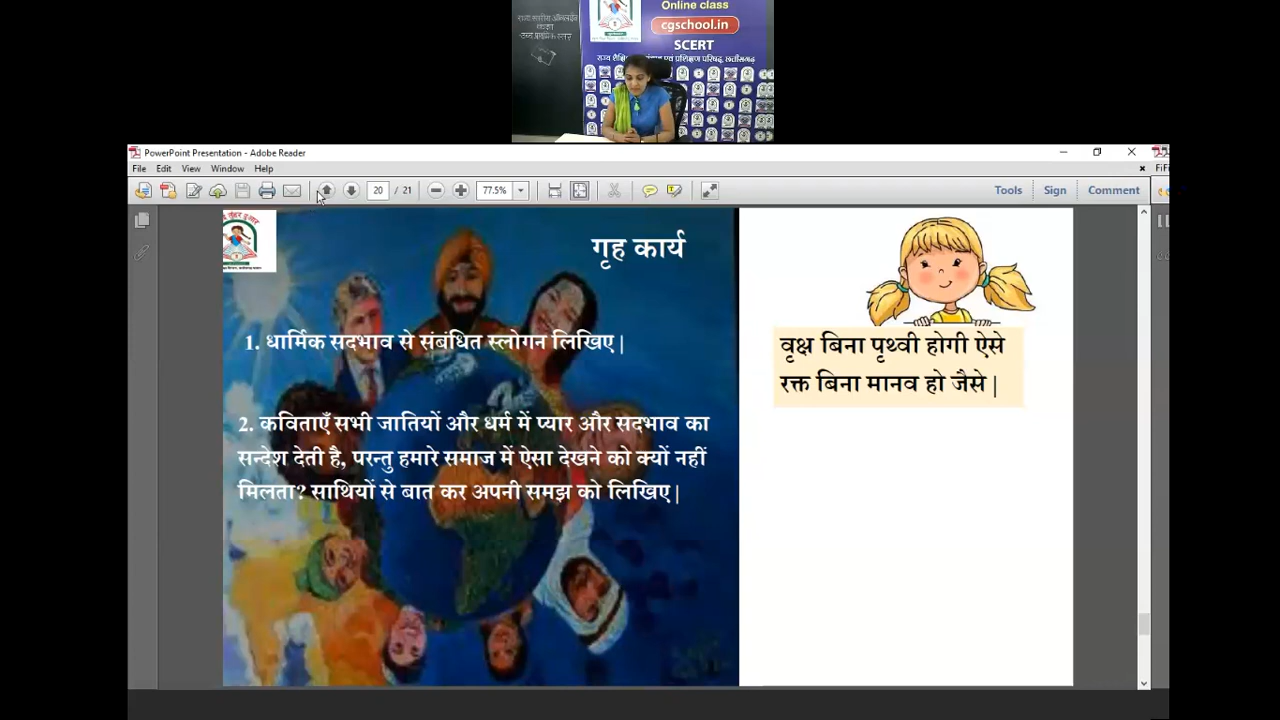 Online class
cgschool.in
SCERT
PowerPoint Presentation - Adobe Reader
File Edit View Window Help
20 / 21
77.5%
Tools Sign Comment
गृह कार्य
1. धार्मिक सदभाव से संबंधित स्लोगन लिखिए |
2. कविताएँ सभी जातियों और धर्म में प्यार और सदभाव का
सन्देश देती है, परन्तु हमारे समाज में ऐसा देखने को क्यों नहीं
मिलता? साथियों से बात कर अपनी समझ को लिखिए |
वृक्ष बिना पृथ्वी होगी ऐसे
रक्त बिना मानव हो जैसे |